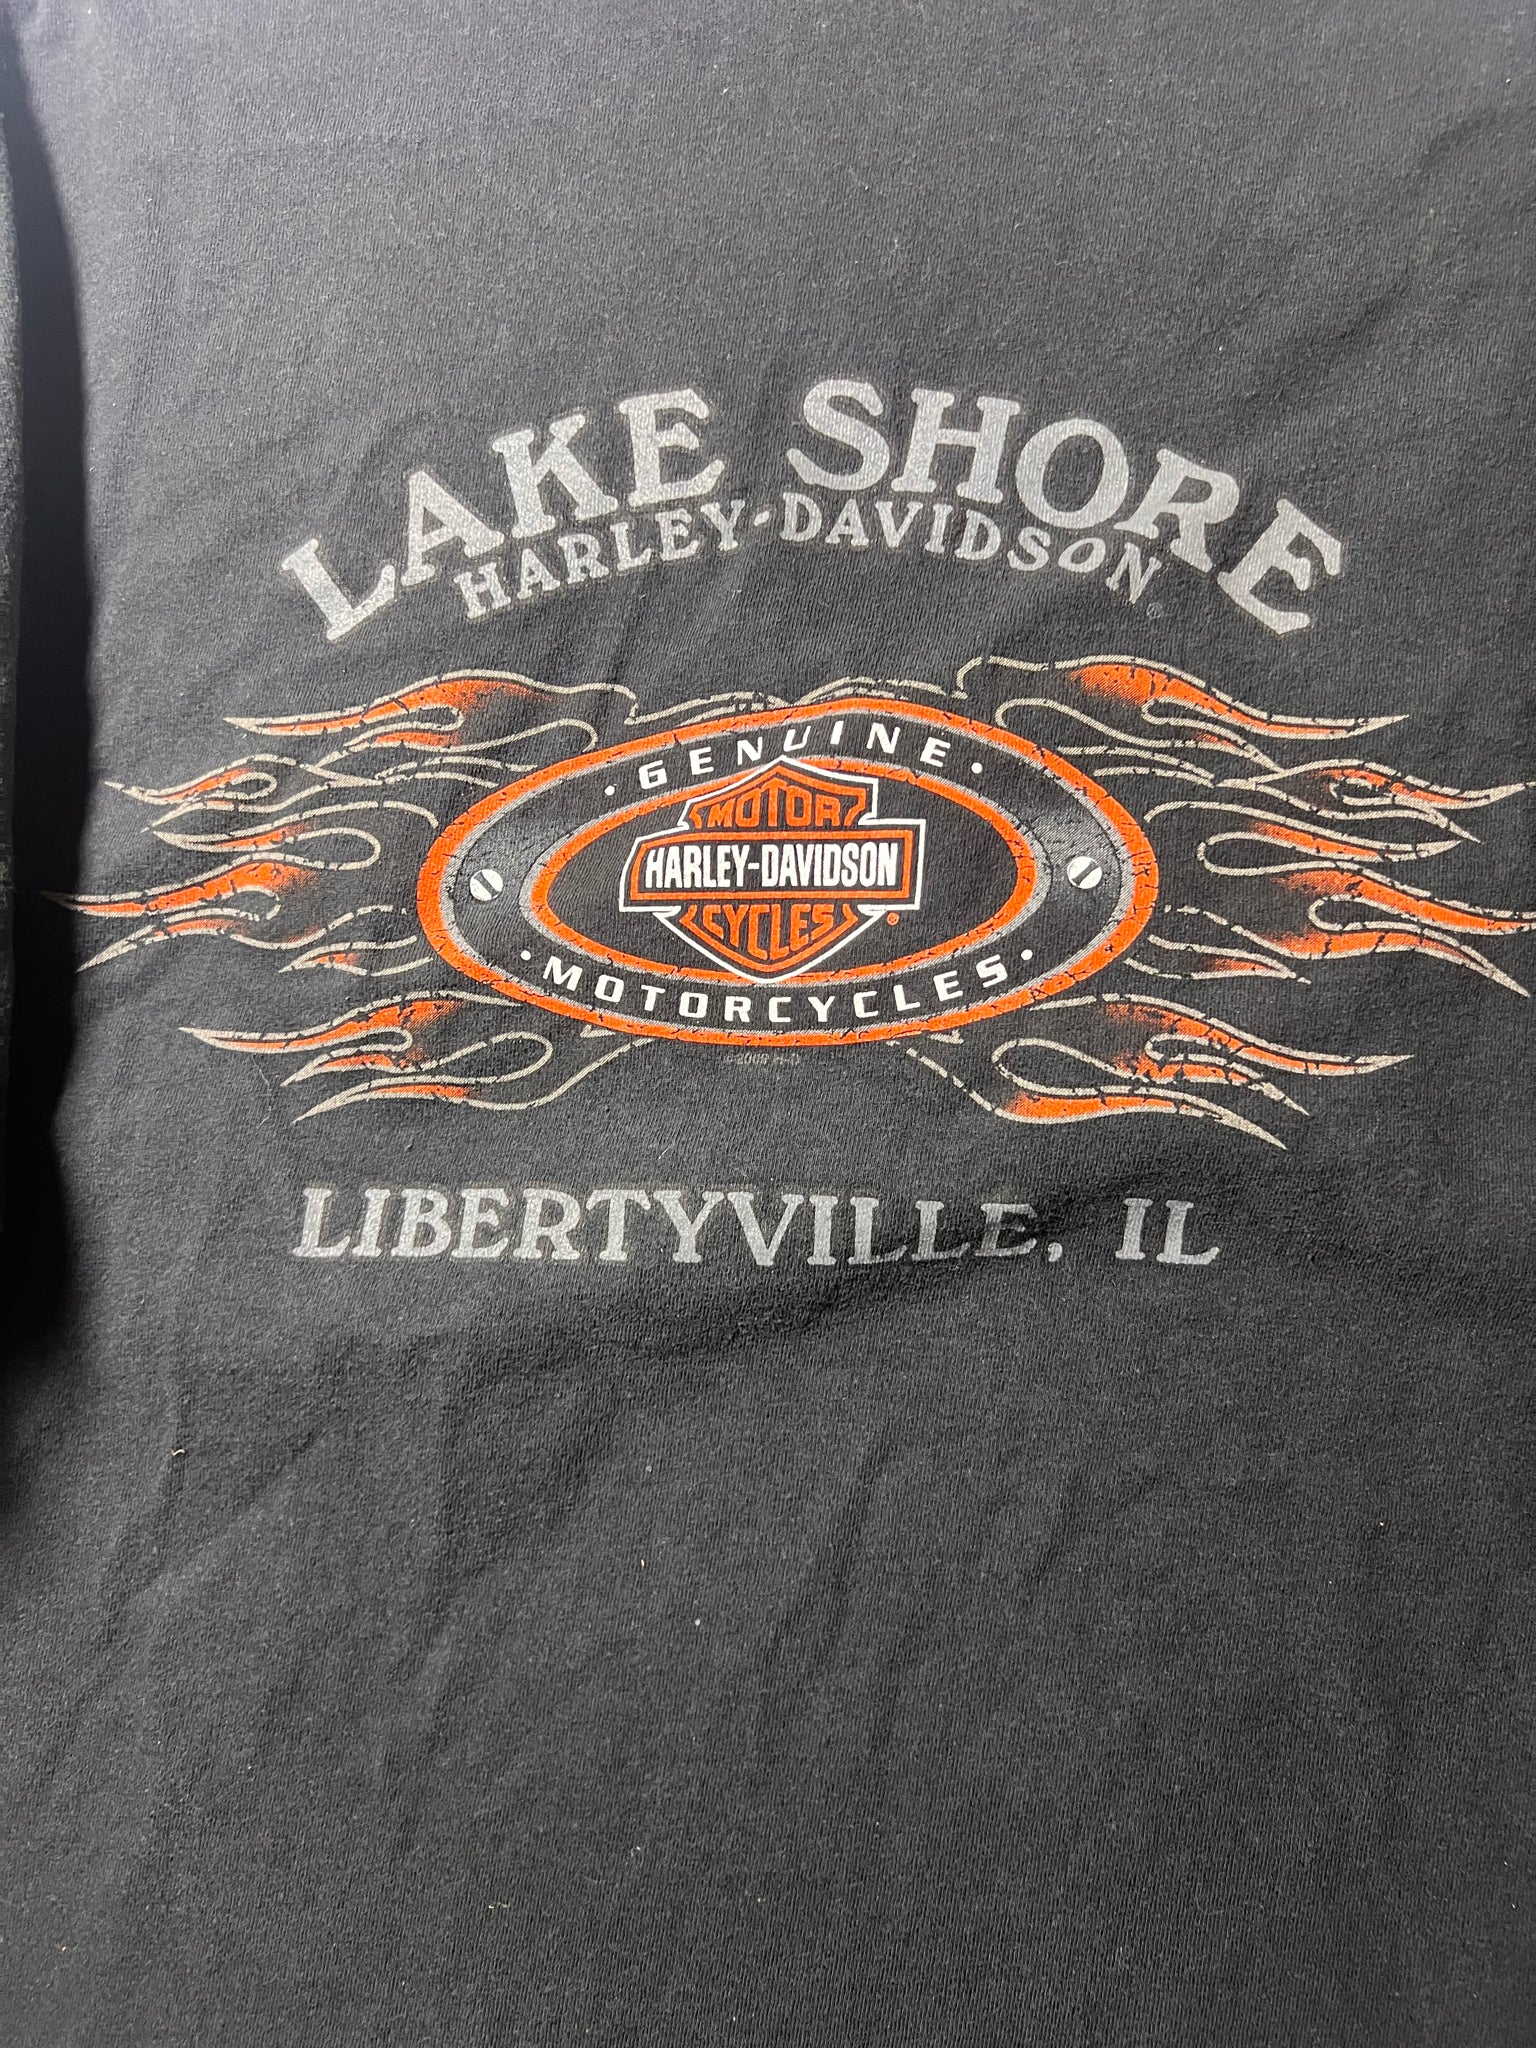 LAKE SHORE
HARLEY-DAVIDSON®
GENUINE
MOTOR
HARLEY-DAVIDSON
CYCLES
®
MOTORCYCLES
LIBERTYVILLE, IL